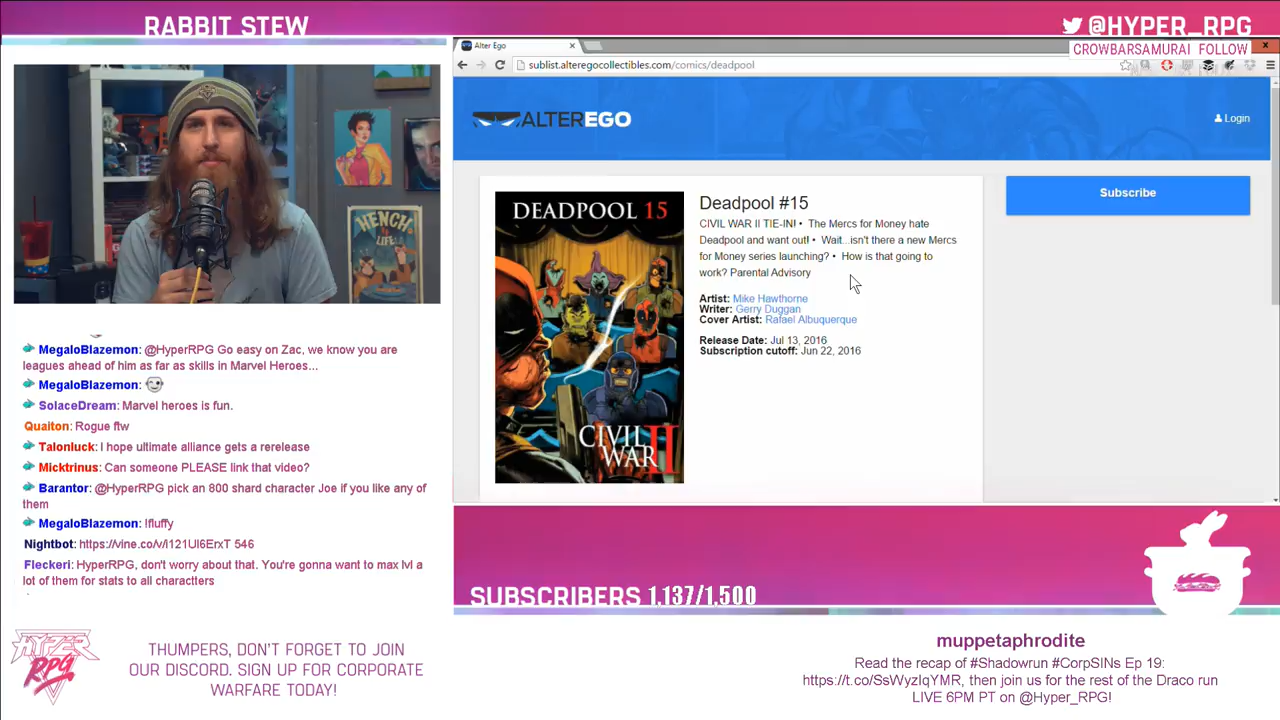 RABBIT STEW
@HYPER_RPG
CROWBARSAMURAI FOLLOW
Alter Ego
sublist.alteregocollectibles.com/comics/deadpool
ALTEREGO
Login
Subscribe
DEADPOOL 15
CIVIL
WAR II
Deadpool #15
CIVIL WAR II TIE-IN! • The Mercs for Money hate
Deadpool and want out! • Wait...isn't there a new Mercs
for Money series launching? • How is that going to
work? Parental Advisory
Artist: Mike Hawthorne
Writer: Gerry Duggan
Cover Artist: Rafael Albuquerque
Release Date: Jul 13, 2016
Subscription cutoff: Jun 22, 2016
HENCH
LIFE
MegaloBlazemon: @HyperRPG Go easy on Zac, we know you are
leagues ahead of him as far as skills in Marvel Heroes...
MegaloBlazemon:
SolaceDream: Marvel heroes is fun.
Quaiton: Rogue ftw
Talonluck: I hope ultimate alliance gets a rerelease
Micktrinus: Can someone PLEASE link that video?
Barantor: @HyperRPG pick an 800 shard character Joe if you like any of
them
MegaloBlazemon: !fluffy
Nightbot: https://vine.co/v/i121Ul6ErxT 546
Fleckeri: HyperRPG, don't worry about that. You're gonna want to max lvl a
lot of them for stats to all charactters
SUBSCRIBERS 1,137/1,500
HYPER
RPG
THUMPERS, DON'T FORGET TO JOIN
OUR DISCORD. SIGN UP FOR CORPORATE
WARFARE TODAY!
muppetaphrodite
Read the recap of #Shadowrun #CorpSINs Ep 19:
https://t.co/SsWyzIqYMR, then join us for the rest of the Draco run
LIVE 6PM PT on @Hyper_RPG!